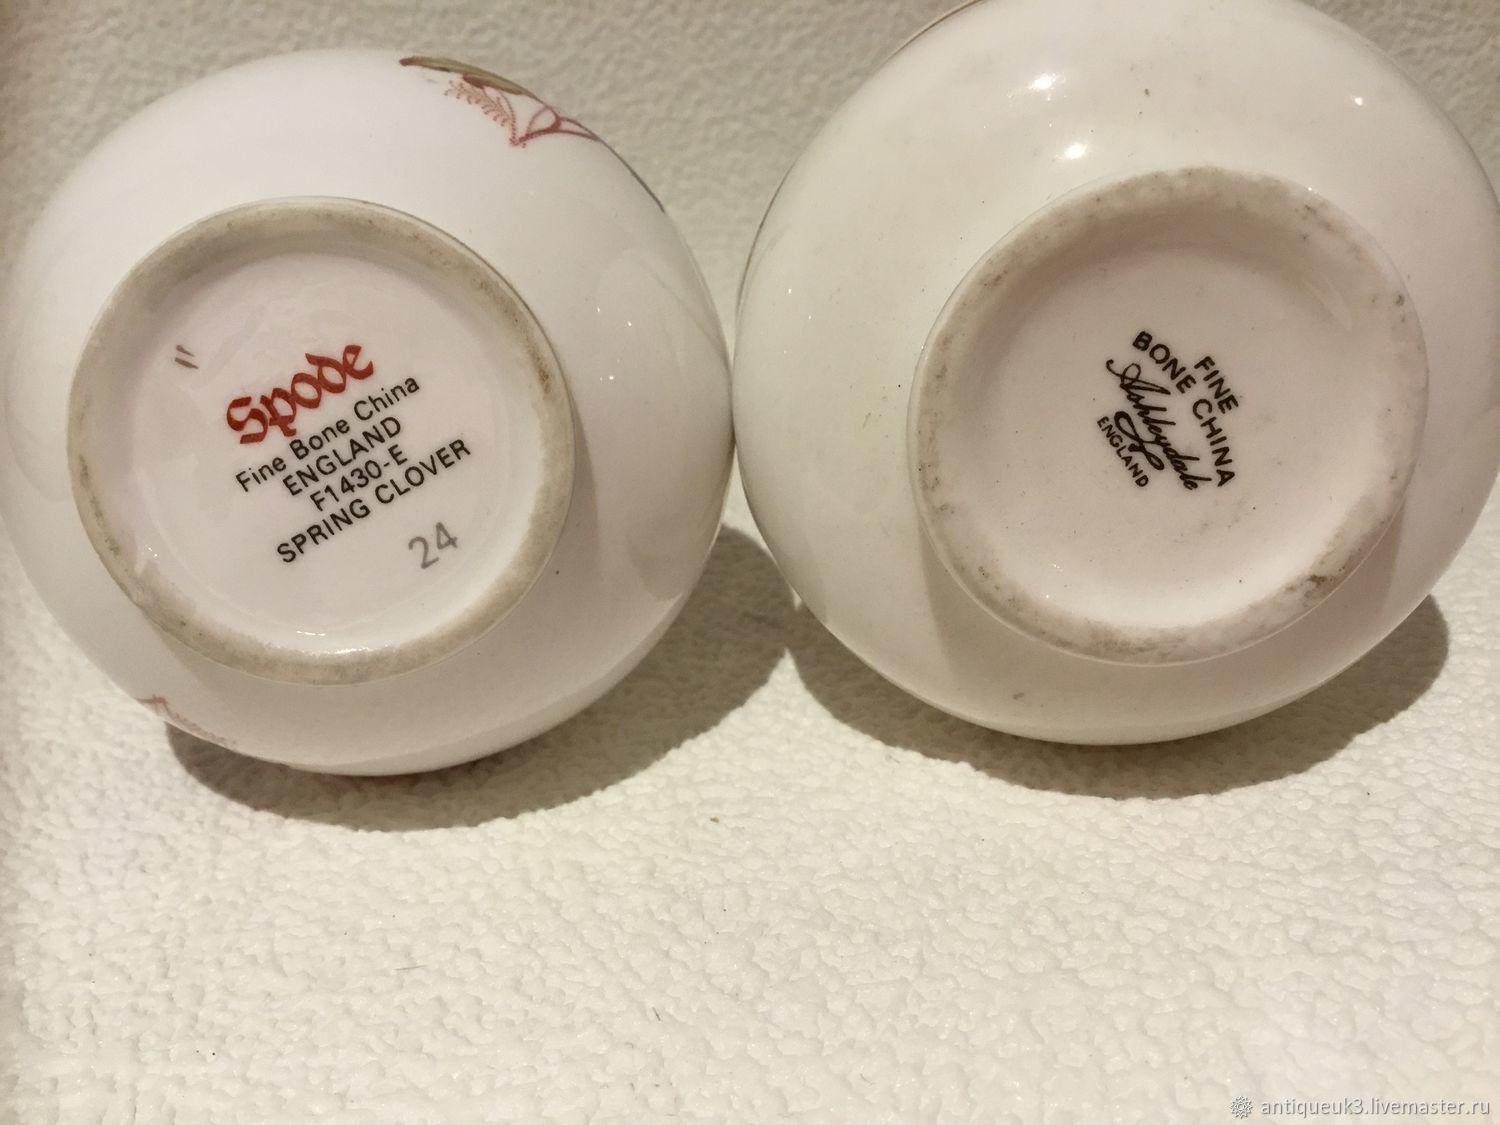 Spode
Fine Bone China
ENGLAND
F1430-E
SPRING CLOVER
24
FINE
BONE CHINA
Ashleydale
ENGLAND
antiqueuk3.livemaster.ru